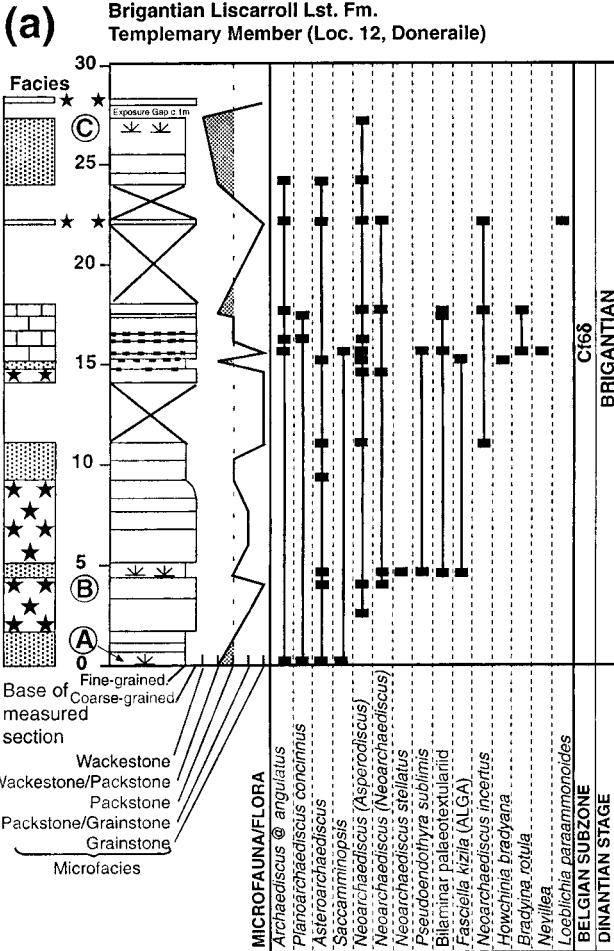 (a)
Brigantian Liscarroll Lst. Fm.
Templemary Member (Loc. 12, Doneraile)
Facies
30
25
20
15
10
5
0
Exposure Gap c.1m
C
B
A
Base of
measured
section
Fine-grained
Coarse-grained
Wackestone
Wackestone/Packstone
Packstone
Packstone/Grainstone
Grainstone
Microfacies
MICROFAUNA/FLORA
Archaediscus @ angulatus
Planoarchaediscus concinnus
Asteroarchaediscus
Saccamminopsis
Neoarchaediscus (Asperodiscus)
Neoarchaediscus (Neoarchaediscus)
Neoarchaediscus stellatus
Pseudoendothyra sublimis
Bilaminar palaeotextulariid
Fasciella kizilia (ALGA)
Neoarchaediscus incertus
Howchinia bradyana
Bradyina rotula
Nevillea
Loeblichia paraammonoides
Cf6δ
BELGIAN SUBZONE
BRIGANTIAN
DINANTIAN STAGE